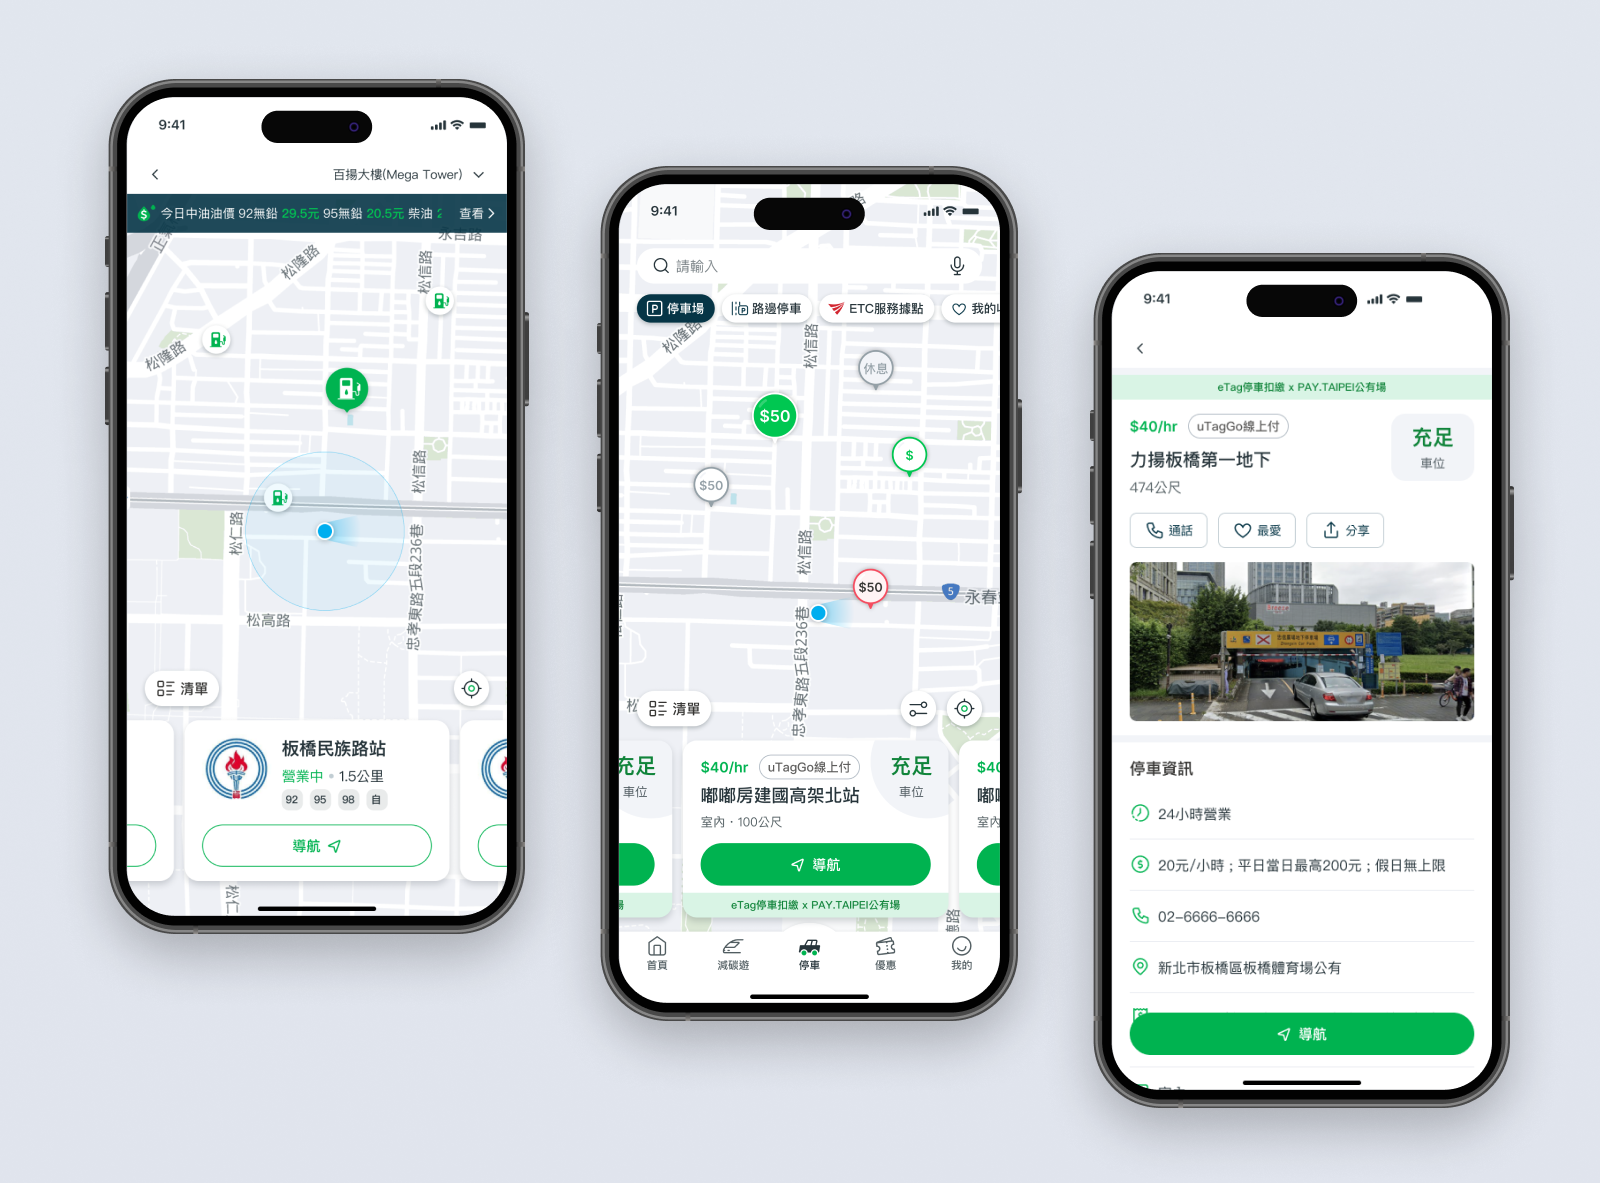 9:41
百揚大樓(Mega Tower)
今日中油油價 92無鉛 29.5元 95無鉛 20.5元 柴油 2
查看
永吉路
松隆路
松信路
松隆路
松信路
松仁路
忠孝東路五段236巷
松高路
清單
板橋民族路站
營業中 • 1.5公里
92 95 98 自
導航
松仁
9:41
請輸入
停車場
路邊停車
ETC服務據點
我的
松隆路
松信路
休息
$50
$
$50
松信路
$50
5
永春
忠孝東路五段236巷
松
清單
充足
車位
$40/hr
uTagGo線上付
充足
車位
嘟嘟房建國高架北站
室內 · 100公尺
導航
eTag停車扣繳 x PAY.TAIPEI公有場
場
$40
嘟
室內
路
首頁
減碳遊
停車
優惠
我的
9:41
eTag停車扣繳 x PAY.TAIPEI公有場
$40/hr
uTagGo線上付
充足
車位
力揚板橋第一地下
474公尺
通話
最愛
分享
停車資訊
24小時營業
20元/小時 ; 平日當日最高200元 ; 假日無上限
02-6666-6666
新北市板橋區板橋體育場公有
導航